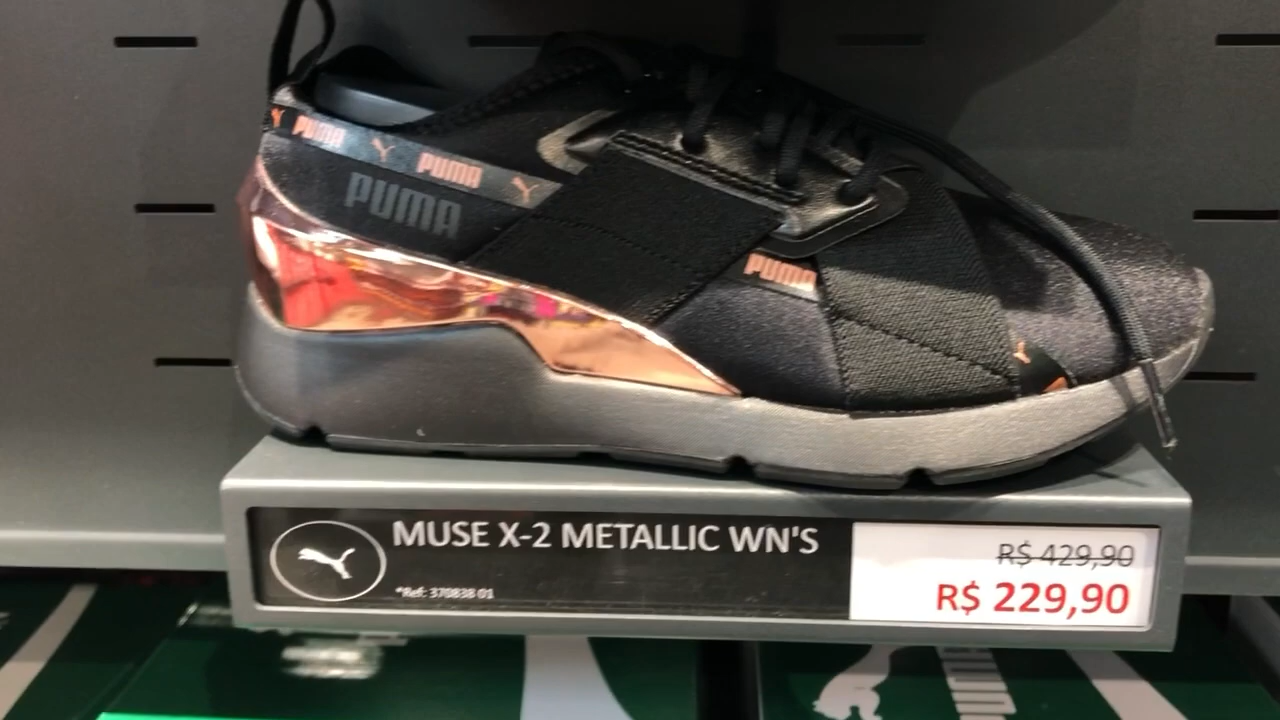 PUMA PUMA
PUMA
PUMA
MUSE X-2 METALLIC WN'S
*Ref: 370838 01
R$ 429,90
R$ 229,90